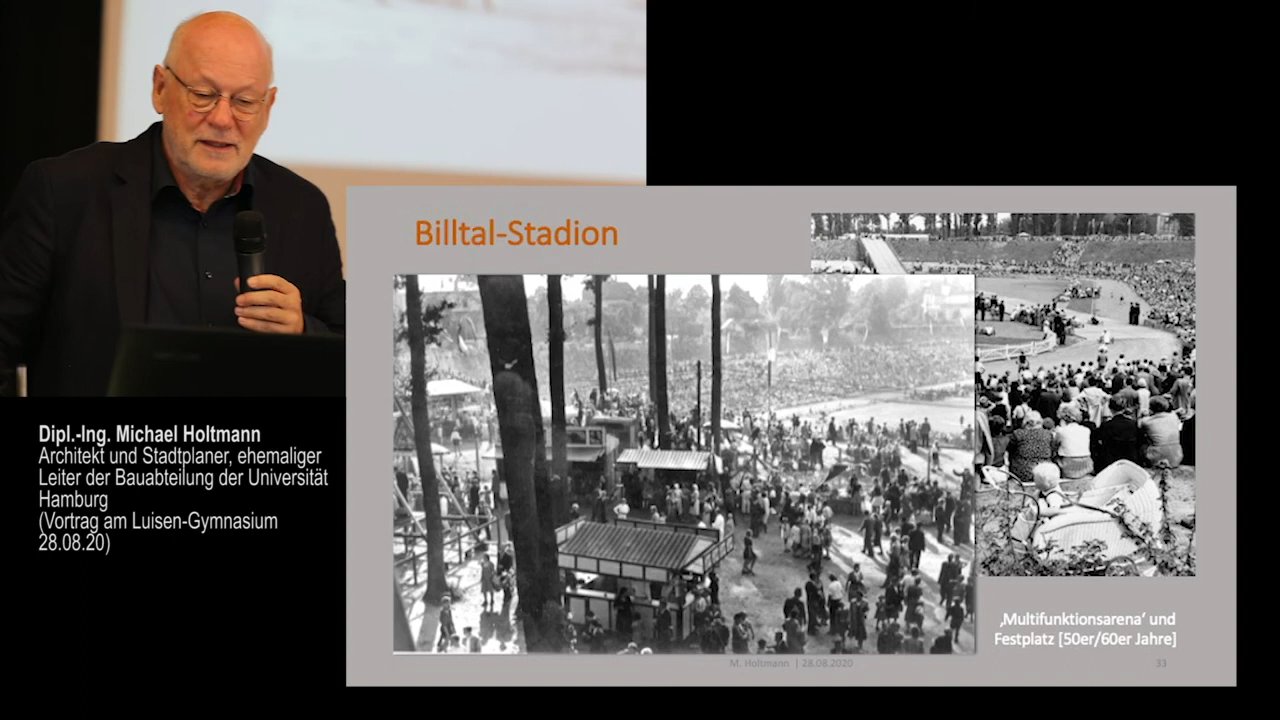 Billtal-Stadion
Dipl.-Ing. Michael Holtmann
Architekt und Stadtplaner, ehemaliger
Leiter der Bauabteilung der Universität
Hamburg
(Vortrag am Luisen-Gymnasium
28.08.20)
‚Multifunktionsarena‘ und
Festplatz [50er/60er Jahre]
M. Holtmann | 28.08.2020
33